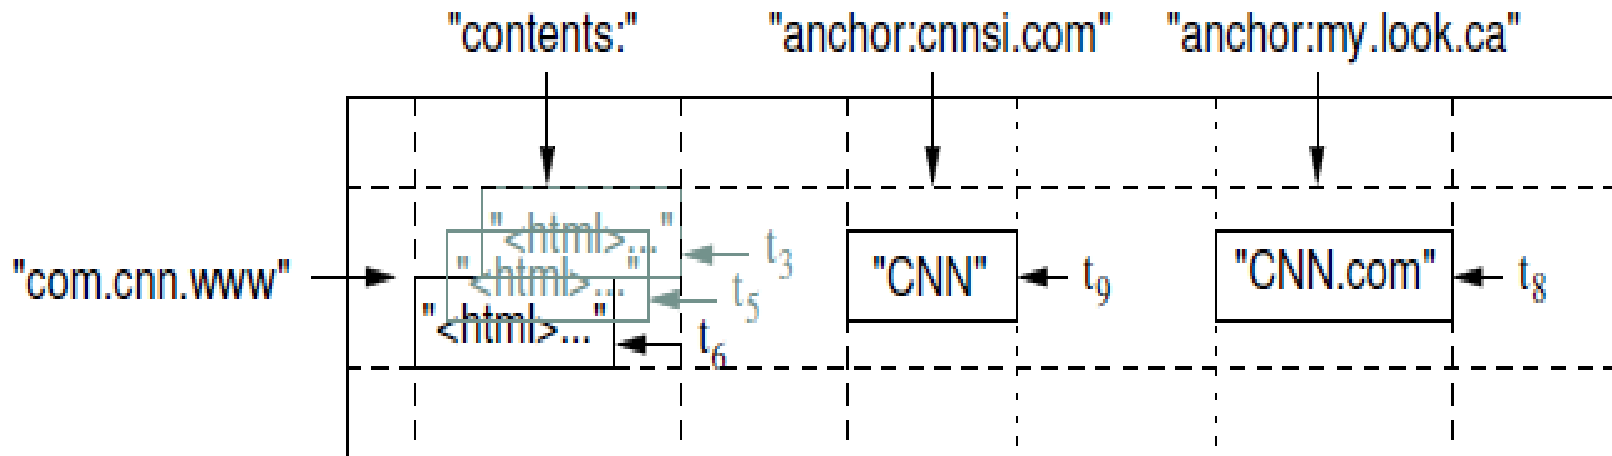 "contents:" "anchor:cnnsi.com" "anchor:my.look.ca"
"<html>..."
t3
"com.cnn.www" "<html>..." "CNN" t9 "CNN.com" t8
t5
"<html>..."
t6